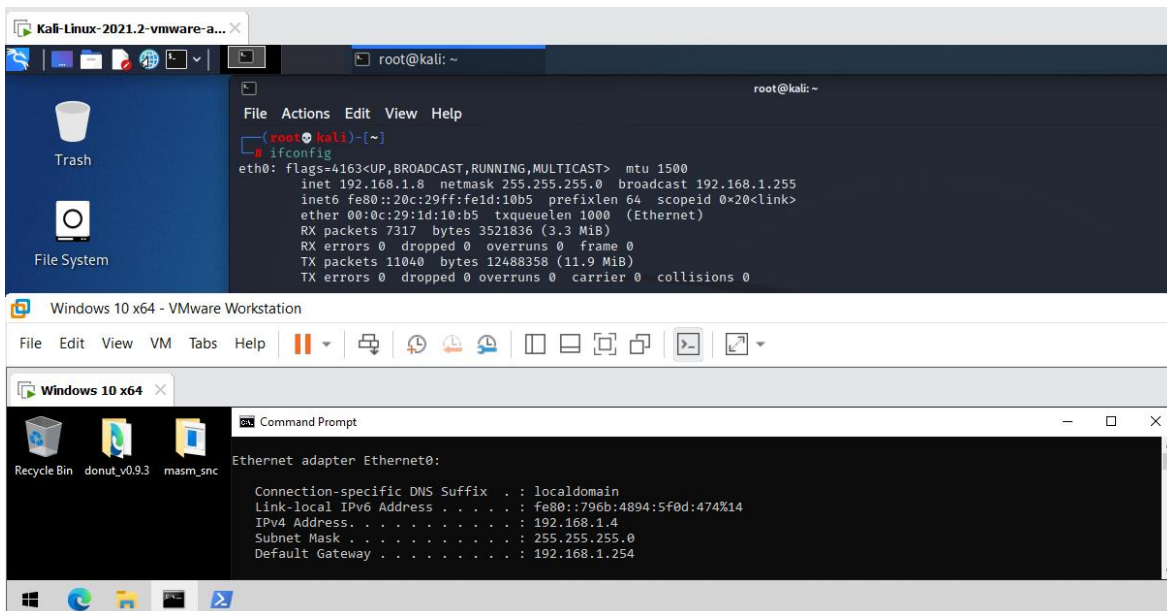 Kali-Linux-2021.2-vmware-a...
root@kali: ~
root@kali: ~
File Actions Edit View Help
Trash
File System
(root💀kali)-[~]
# ifconfig
eth0: flags=4163<UP,BROADCAST,RUNNING,MULTICAST> mtu 1500
inet 192.168.1.8 netmask 255.255.255.0 broadcast 192.168.1.255
inet6 fe80::20c:29ff:fe1d:10b5 prefixlen 64 scopeid 0×20<link>
ether 00:0c:29:1d:10:b5 txqueuelen 1000 (Ethernet)
RX packets 7317 bytes 3521836 (3.3 MiB)
RX errors 0 dropped 0 overruns 0 frame 0
TX packets 11040 bytes 12488358 (11.9 MiB)
TX errors 0 dropped 0 overruns 0 carrier 0 collisions 0
Windows 10 x64 - VMware Workstation
File Edit View VM Tabs Help
Windows 10 x64
Recycle Bin donut_v0.9.3 masm_snc
Command Prompt
Ethernet adapter Ethernet0:
Connection-specific DNS Suffix . : localdomain
Link-local IPv6 Address . . . . . : fe80::796b:4894:5f0d:474%14
IPv4 Address. . . . . . . . . . . : 192.168.1.4
Subnet Mask . . . . . . . . . . . : 255.255.255.0
Default Gateway . . . . . . . . . : 192.168.1.254